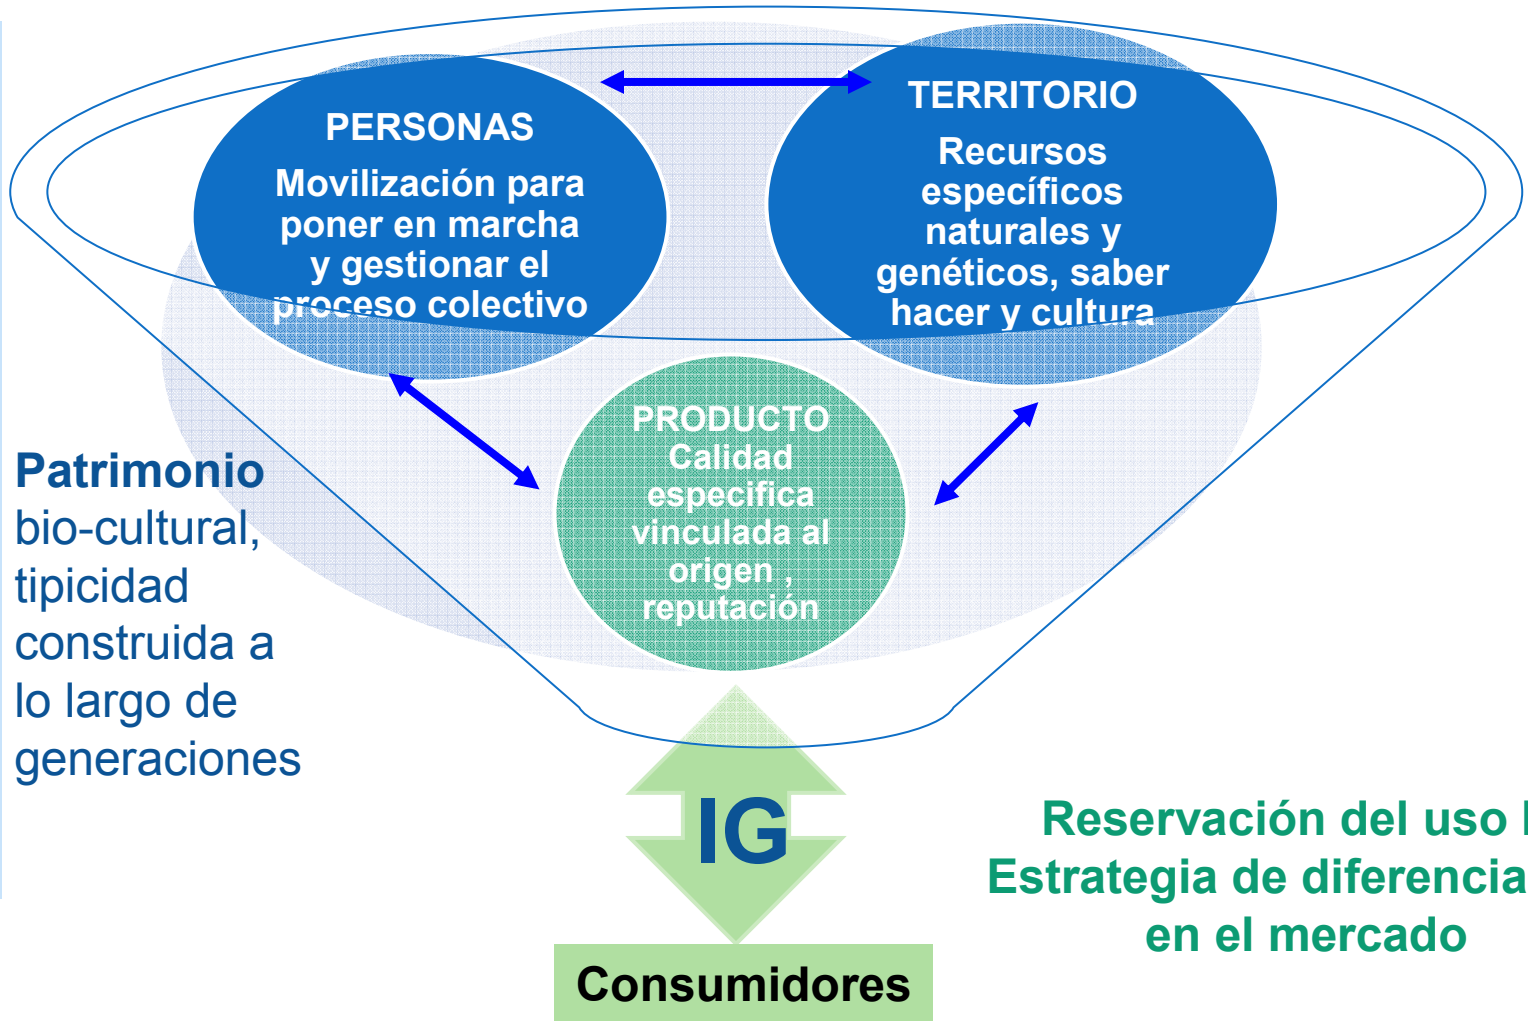 PERSONAS
Movilización para
poner en marcha
y gestionar el
proceso colectivo
TERRITORIO
Recursos
específicos
naturales y
genéticos, saber
hacer y cultura
PRODUCTO
Calidad
especifica
vinculada al
origen ,
reputación
Patrimonio
bio-cultural,
tipicidad
construida a
lo largo de
generaciones
IG
Consumidores
Reservación del uso
Estrategia de
en el mercado